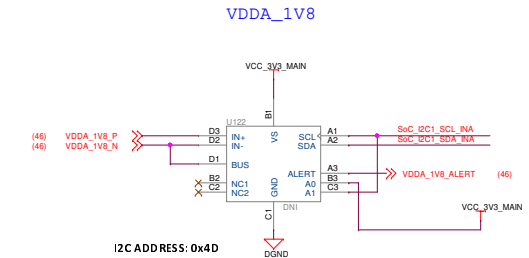 VDDA_1V8
VCC_3V3_MAIN
U122
B1
VS
(46) VDDA_1V8_P D3 IN+ SCL A1 SoC_I2C1_SCL_INA
(46) VDDA_1V8_N D2 IN- SDA A2 SoC_I2C1_SDA_INA
D1 BUS
ALERT A3 VDDA_1V8_ALERT (46)
B2 NC1 A0 B3
C2 NC2 A1 C3
GND
C1
DNI
VCC_3V3_MAIN
I2C ADDRESS: 0x4D
DGND